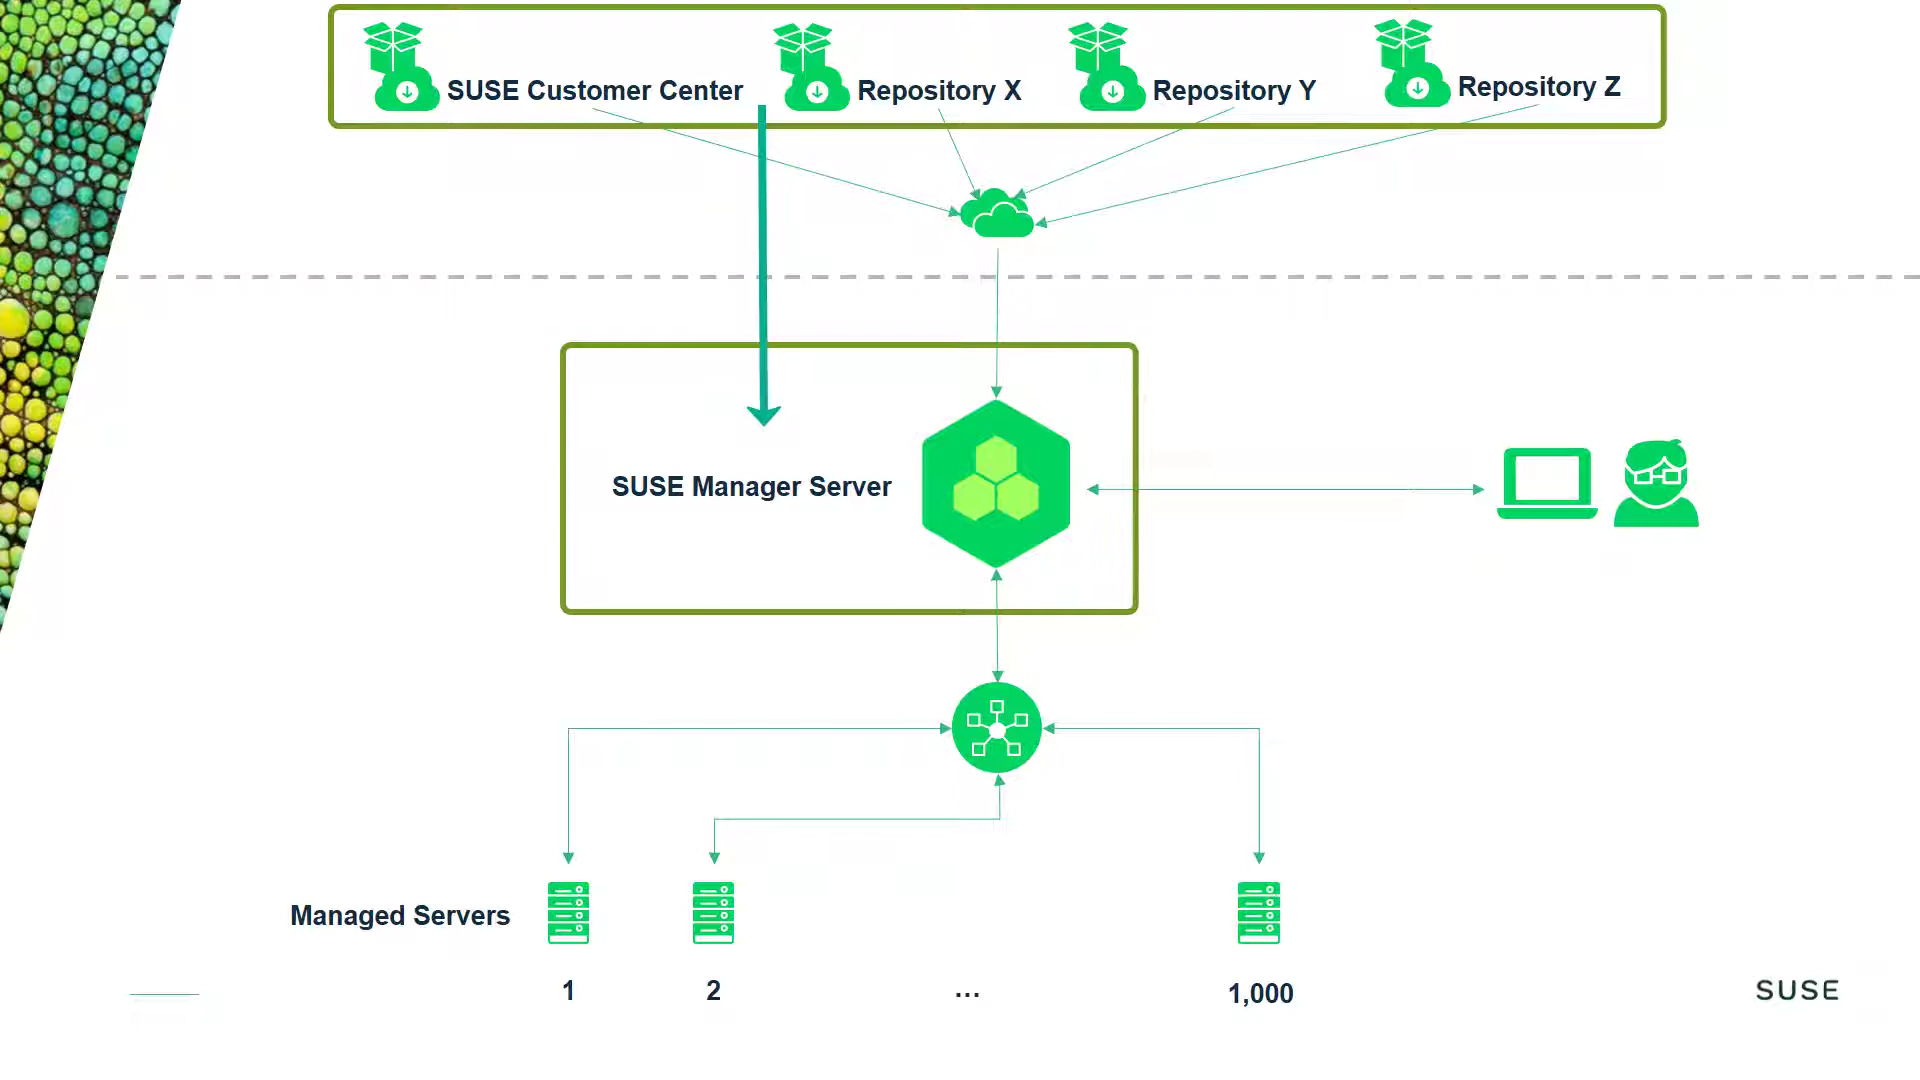 SUSE Customer Center
Repository X
Repository Y
Repository Z
SUSE Manager Server
Managed Servers
1
2
...
1,000
SUSE